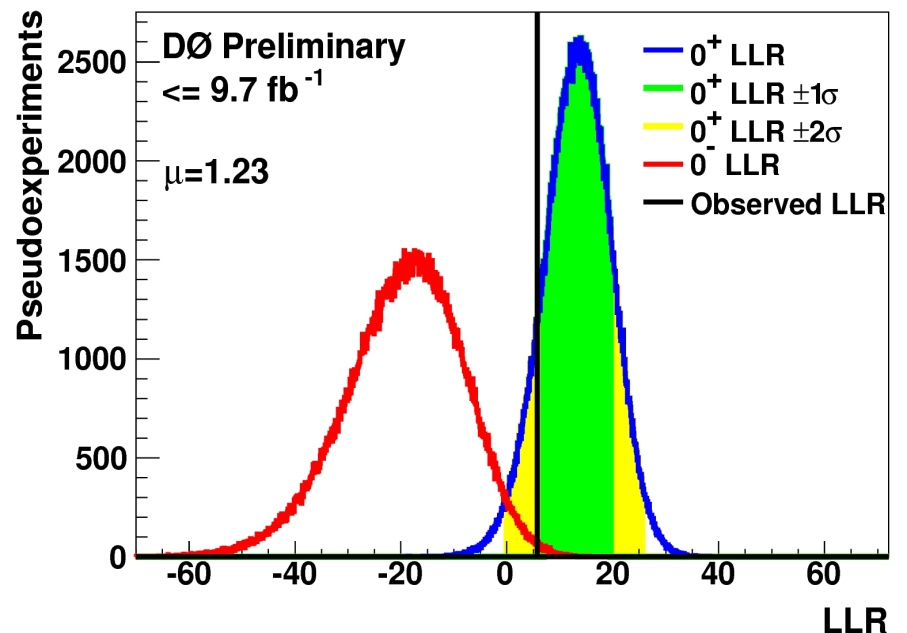 DØ Preliminary
<= 9.7 fb⁻¹
μ=1.23
0⁺ LLR
0⁺ LLR ±1σ
0⁺ LLR ±2σ
0⁻ LLR
Observed LLR
Pseudoexperiments
2500
2000
1500
1000
500
0
-60 -40 -20 0 20 40 60
LLR